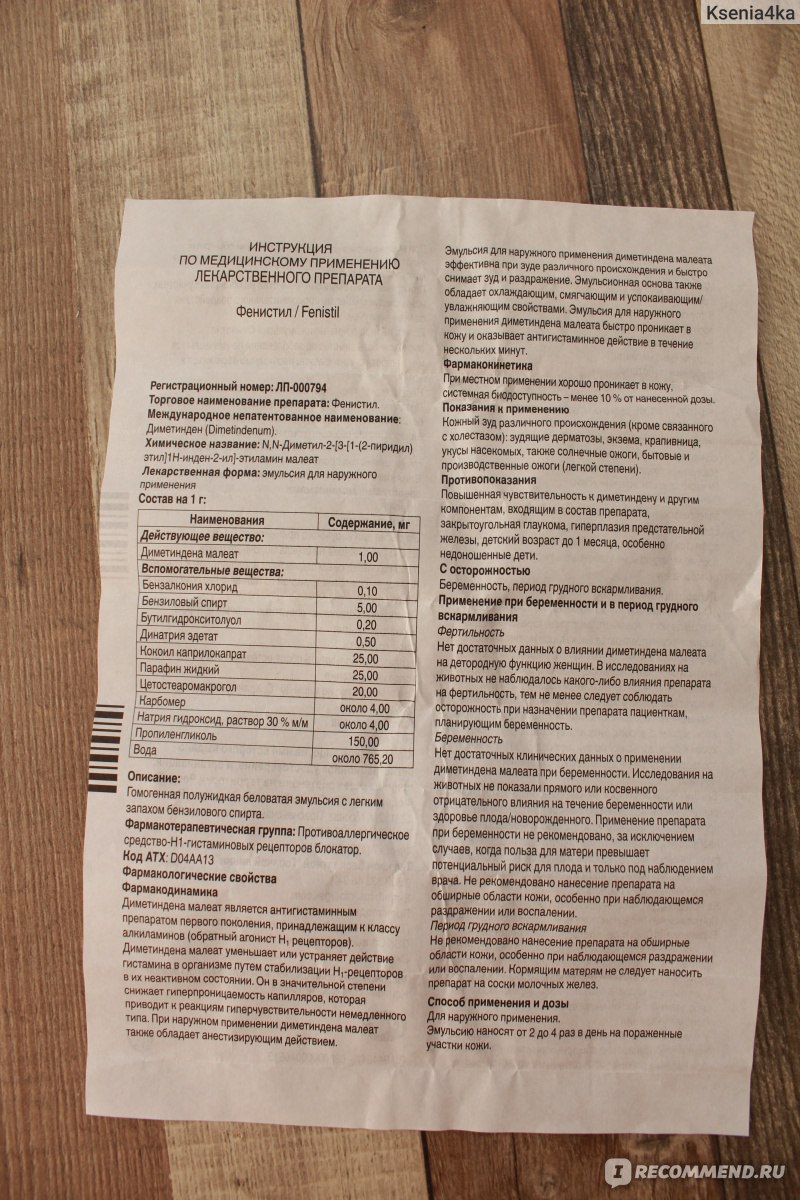 Ksenia4ka
ИНСТРУКЦИЯ
ПО МЕДИЦИНСКОМУ ПРИМЕНЕНИЮ
ЛЕКАРСТВЕННОГО ПРЕПАРАТА
Фенистил / Fenistil
Регистрационный номер: ЛП-000794
Торговое наименование препарата: Фенистил.
Международное непатентованное наименование:
Диметинден (Dimetindenum).
Химическое название: N,N-Диметил-2-[3-[1-(2-пиридил)
этил]1Н-инден-2-ил]-этиламин малеат
Лекарственная форма: эмульсия для наружного
применения
Состав на 1 г:
Наименования Содержание, мг
Действующее вещество:
Диметиндена малеат 1,00
Вспомогательные вещества:
Бензалкония хлорид 0,10
Бензиловый спирт 5,00
Бутилгидрокситолуол 0,20
Динатрия эдетат 0,50
Кокоил каприлокапрат 25,00
Парафин жидкий 25,00
Цетостеаромакрогол 20,00
Карбомер около 4,00
Натрия гидроксид, раствор 30 % м/м около 4,00
Пропиленгликоль 150,00
Вода около 765,20
Описание:
Гомогенная полужидкая беловатая эмульсия с легким
запахом бензилового спирта.
Фармакотерапевтическая группа: Противоаллергическое
средство-Н1-гистаминовых рецепторов блокатор.
Код АТХ: D04AA13
Фармакологические свойства
Фармакодинамика
Диметиндена малеат является антигистаминным
препаратом первого поколения, принадлежащим к классу
алкиламинов (обратный агонист H₁ рецепторов).
Диметиндена малеат уменьшает или устраняет действие
гистамина в организме путем стабилизации H₁-рецепторов
в их неактивном состоянии. Он в значительной степени
снижает гиперпроницаемость капилляров, которая
приводит к реакциям гиперчувствительности немедленного
типа. При наружном применении диметиндена малеат
также обладает анестизирующим действием.
Эмульсия для наружного применения диметиндена малеата
эффективна при зуде различного происхождения и быстро
снимает зуд и раздражение. Эмульсионная основа также
обладает охлаждающим, смягчающим и успокаивающим/
увлажняющим свойствами. Эмульсия для наружного
применения диметиндена малеата быстро проникает в
кожу и оказывает антигистаминное действие в течение
нескольких минут.
Фармакокинетика
При местном применении хорошо проникает в кожу,
системная биодоступность – менее 10 % от нанесенной дозы.
Показания к применению
Кожный зуд различного происхождения (кроме связанного
с холестазом): зудящие дерматозы, экзема, крапивница,
укусы насекомых, также солнечные ожоги, бытовые и
производственные ожоги (легкой степени).
Противопоказания
Повышенная чувствительность к диметиндену и другим
компонентам, входящим в состав препарата,
закрытоугольная глаукома, гиперплазия предстательной
железы, детский возраст до 1 месяца, особенно
недоношенные дети.
С осторожностью
Беременность, период грудного вскармливания.
Применение при беременности и в период грудного
вскармливания
Фертильность
Нет достаточных данных о влиянии диметиндена малеата
на детородную функцию женщин. В исследованиях на
животных не наблюдалось какого-либо влияния препарата
на фертильность, тем не менее следует соблюдать
осторожность при назначении препарата пациенткам,
планирующим беременность.
Беременность
Нет достаточных клинических данных о применении
диметиндена малеата при беременности. Исследования на
животных не показали прямого или косвенного
отрицательного влияния на течение беременности или
здоровье плода/новорожденного. Применение препарата
при беременности не рекомендовано, за исключением
случаев, когда польза для матери превышает
потенциальный риск для плода и только под наблюдением
врача. Не рекомендовано нанесение препарата на
обширные области кожи, особенно при наблюдающемся
раздражении или воспалении.
Период грудного вскармливания
Не рекомендовано нанесение препарата на обширные
области кожи, особенно при наблюдающемся раздражении
или воспалении. Кормящим матерям не следует наносить
препарат на соски молочных желез.
Способ применения и дозы
Для наружного применения.
Эмульсию наносят от 2 до 4 раз в день на пораженные
участки кожи.
IRECOMMEND.RU